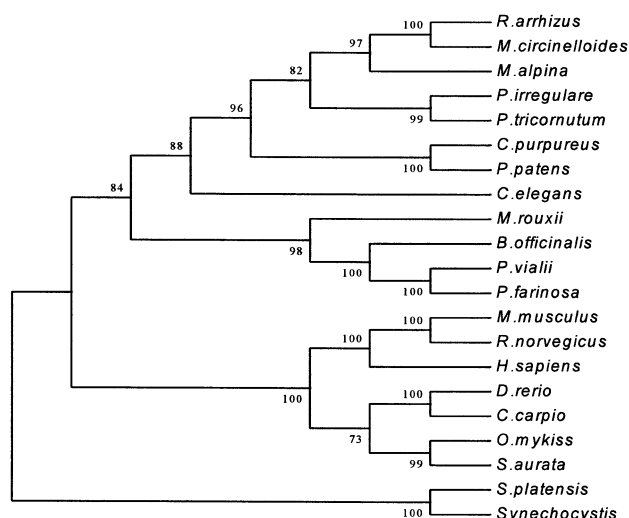 R.arrhizus
100
M.circinelloides
97
M.alpina
82
P.irregulare
99
P.tricornutum
96
C.purpureus
100
P.patens
88
C.elegans
84
M.rouxii
98
B.officinalis
100
P.vialii
100
P.farinosa
M.musculus
100
R.norvegicus
100
H.sapiens
100
D.rerio
100
C.carpio
73
O.mykiss
99
S.aurata
S.platensis
100
Synechocystis